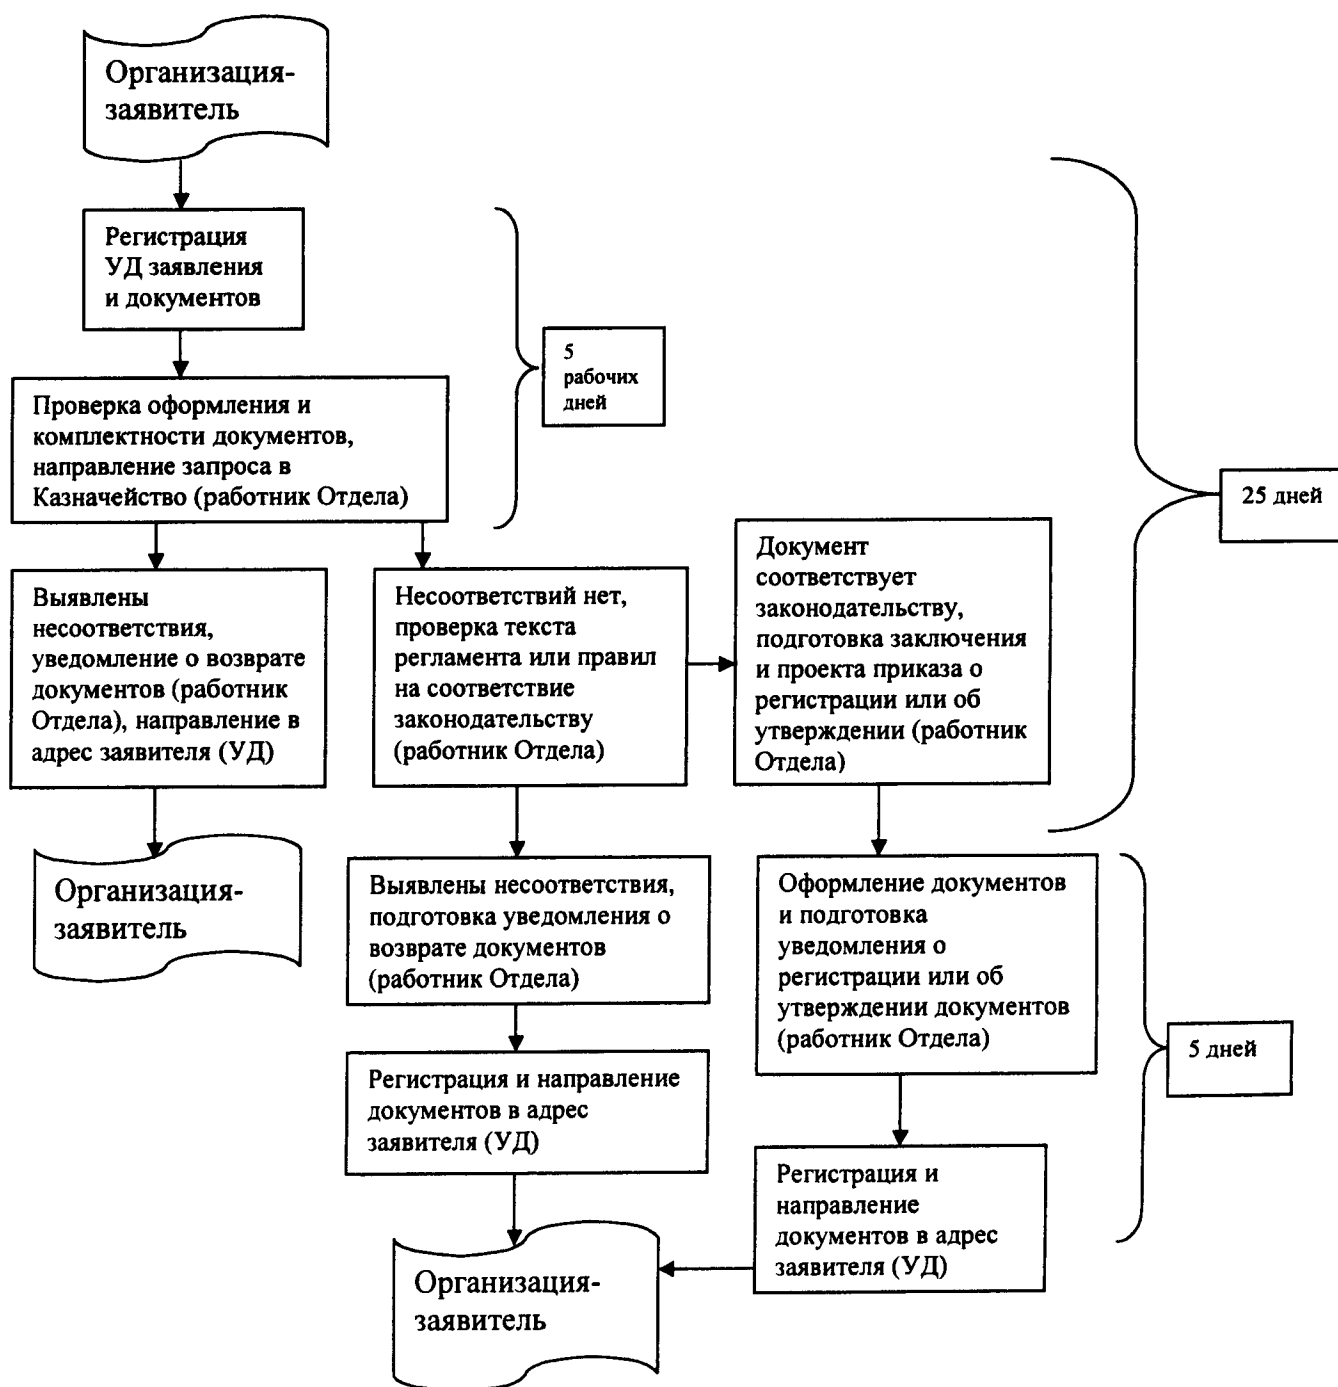 Организация-
заявитель
Регистрация
УД заявления
и документов
5
рабочих
дней
Проверка оформления и
комплектности документов,
направление запроса в
Казначейство (работник Отдела)
25 дней
Выявлены
несоответствия,
уведомление о возврате
документов (работник
Отдела), направление в
адрес заявителя (УД)
Несоответствий нет,
проверка текста
регламента или правил
на соответствие
законодательству
(работник Отдела)
Документ
соответствует
законодательству,
подготовка заключения
и проекта приказа о
регистрации или об
утверждении (работник
Отдела)
Организация-
заявитель
Выявлены несоответствия,
подготовка уведомления о
возврате документов
(работник Отдела)
Оформление документов
и подготовка
уведомления о
регистрации или об
утверждении документов
(работник Отдела)
5 дней
Регистрация и направление
документов в адрес
заявителя (УД)
Регистрация и
направление
документов в адрес
заявителя (УД)
Организация-
заявитель